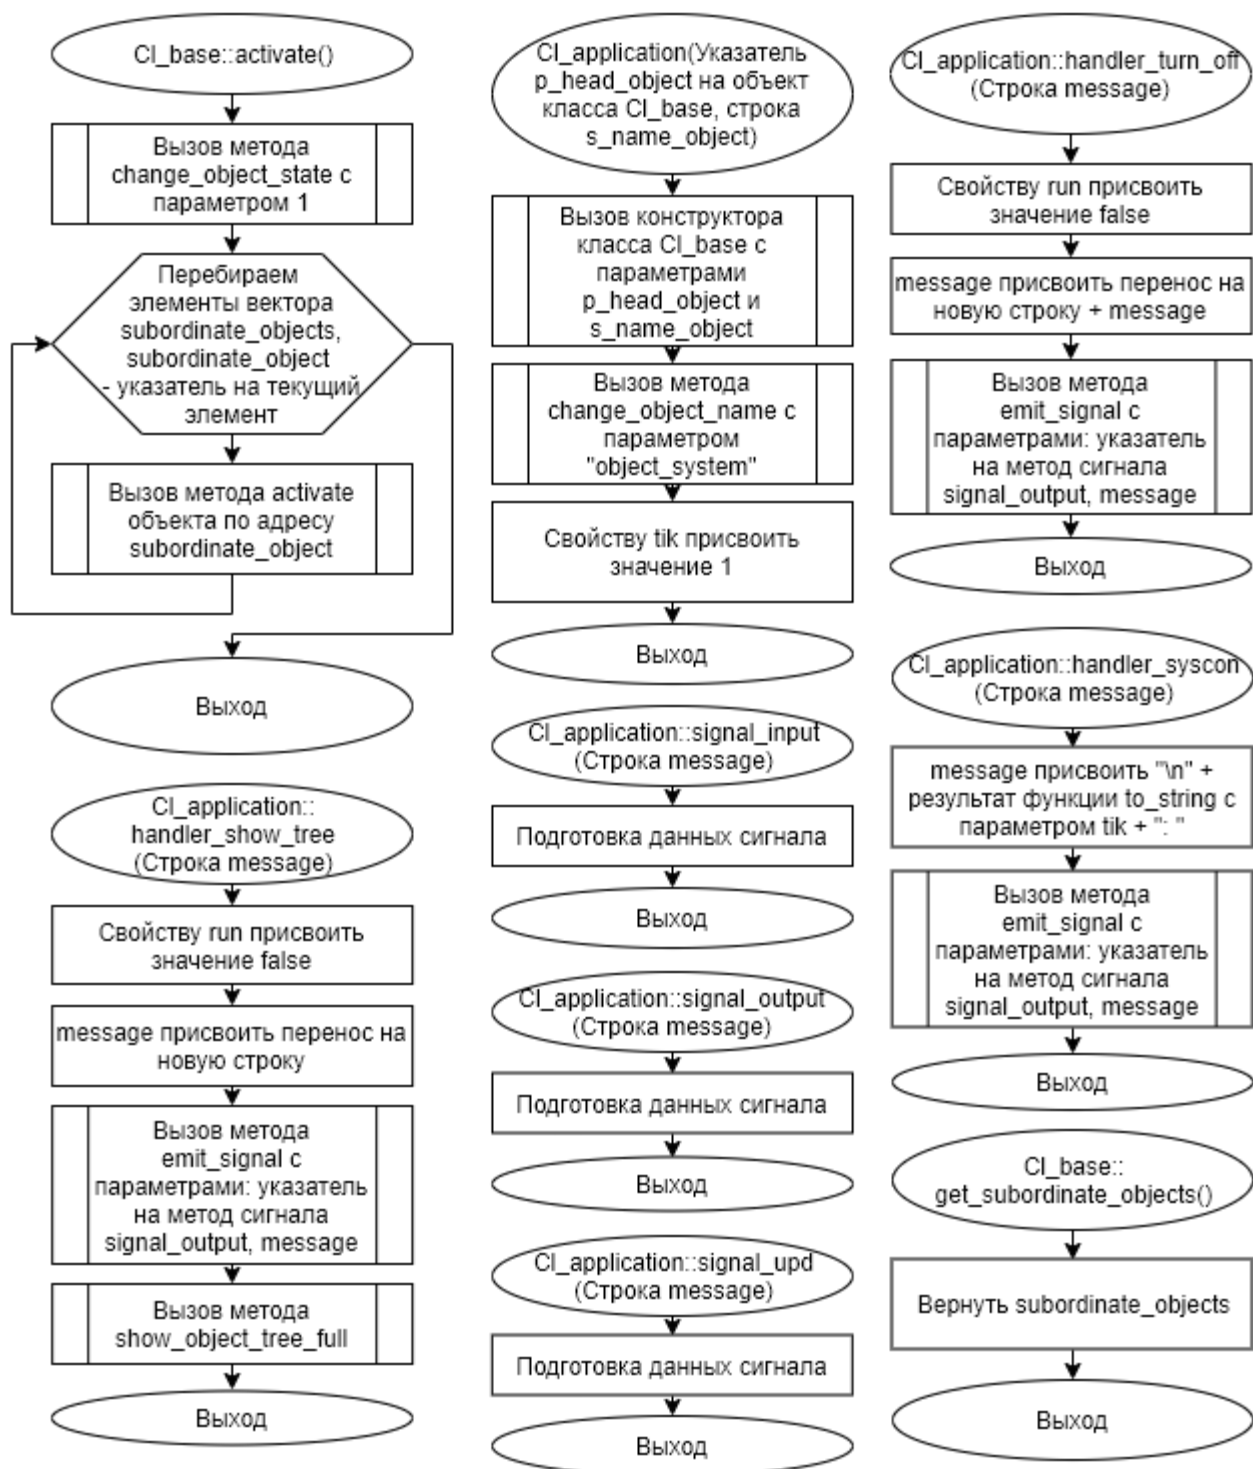 Cl_base::activate()
Вызов метода
change_object_state с
параметром 1
Перебираем
элементы вектора
subordinate_objects,
subordinate_object
- указатель на текущий
элемент
Вызов метода activate
объекта по адресу
subordinate_object
Выход
Cl_application::
handler_show_tree
(Строка message)
Свойству run присвоить
значение false
message присвоить перенос на
новую строку
Вызов метода
emit_signal с
параметрами: указатель
на метод сигнала
signal_output, message
Вызов метода
show_object_tree_full
Выход
Cl_application(Указатель
p_head_object на объект
класса Cl_base, строка
s_name_object)
Вызов конструктора
класса Cl_base с
параметрами
p_head_object и
s_name_object
Вызов метода
change_object_name с
параметром
"object_system"
Свойству tik присвоить
значение 1
Выход
Cl_application::signal_input
(Строка message)
Подготовка данных сигнала
Выход
Cl_application::signal_output
(Строка message)
Подготовка данных сигнала
Выход
Cl_application::signal_upd
(Строка message)
Подготовка данных сигнала
Выход
Cl_application::handler_turn_off
(Строка message)
Свойству run присвоить
значение false
message присвоить перенос на
новую строку + message
Вызов метода
emit_signal с
параметрами: указатель
на метод сигнала
signal_output, message
Выход
Cl_application::handler_syscon
(Строка message)
message присвоить "\n" +
результат функции to_string с
параметром tik + ": "
Вызов метода
emit_signal с
параметрами: указатель
на метод сигнала
signal_output, message
Выход
Cl_base::
get_subordinate_objects()
Вернуть subordinate_objects
Выход